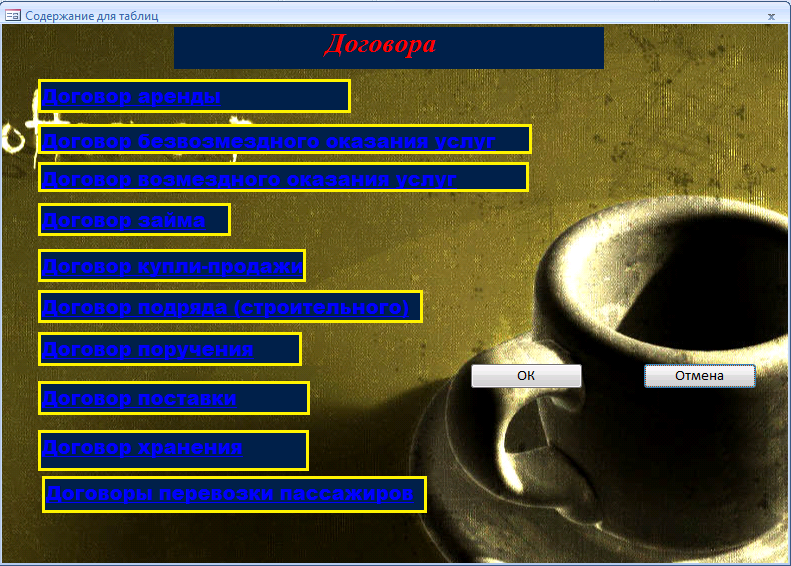 Содержание для таблиц
x
Договора
Договор аренды
Договор безвозмездного оказания услуг
Договор возмездного оказания услуг
Договор займа
Договор купли-продажи
Договор подряда (строительного)
Договор поручения
ОК
Отмена
Договор поставки
Договор хранения
Договоры перевозки пассажиров